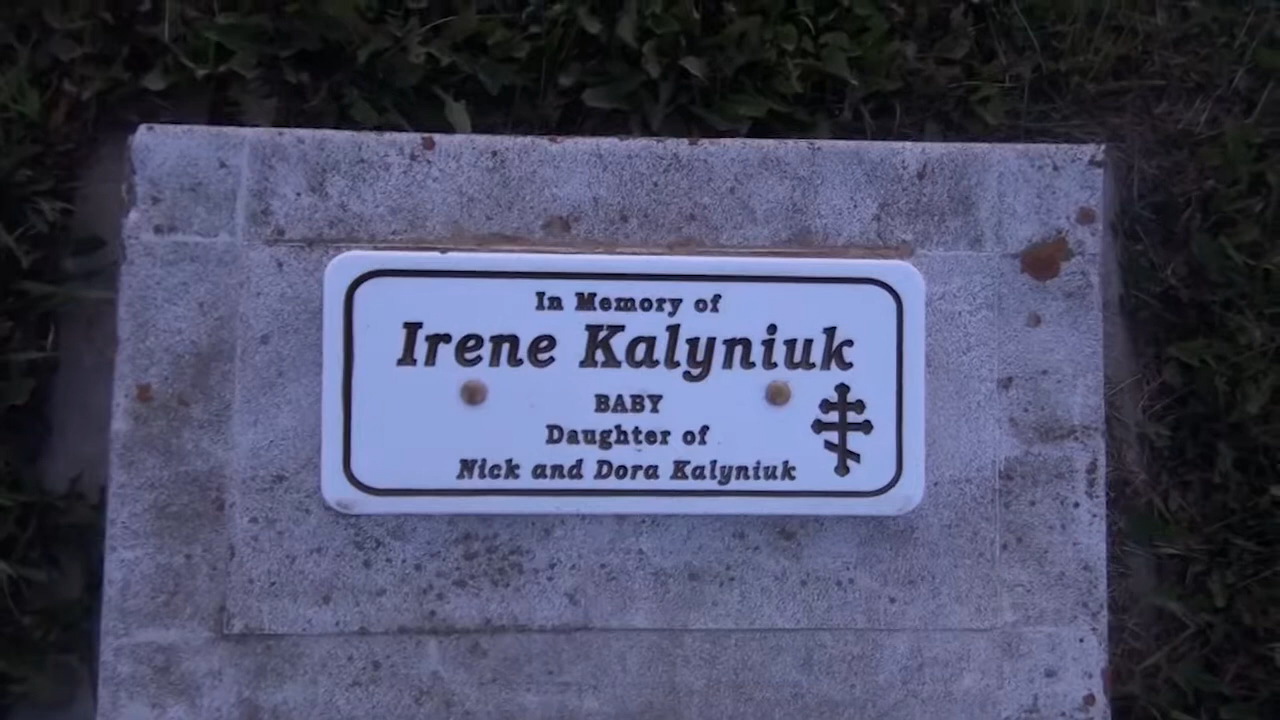 In Memory of
Irene Kalyniuk
BABY
Daughter of
Nick and Dora Kalyniuk